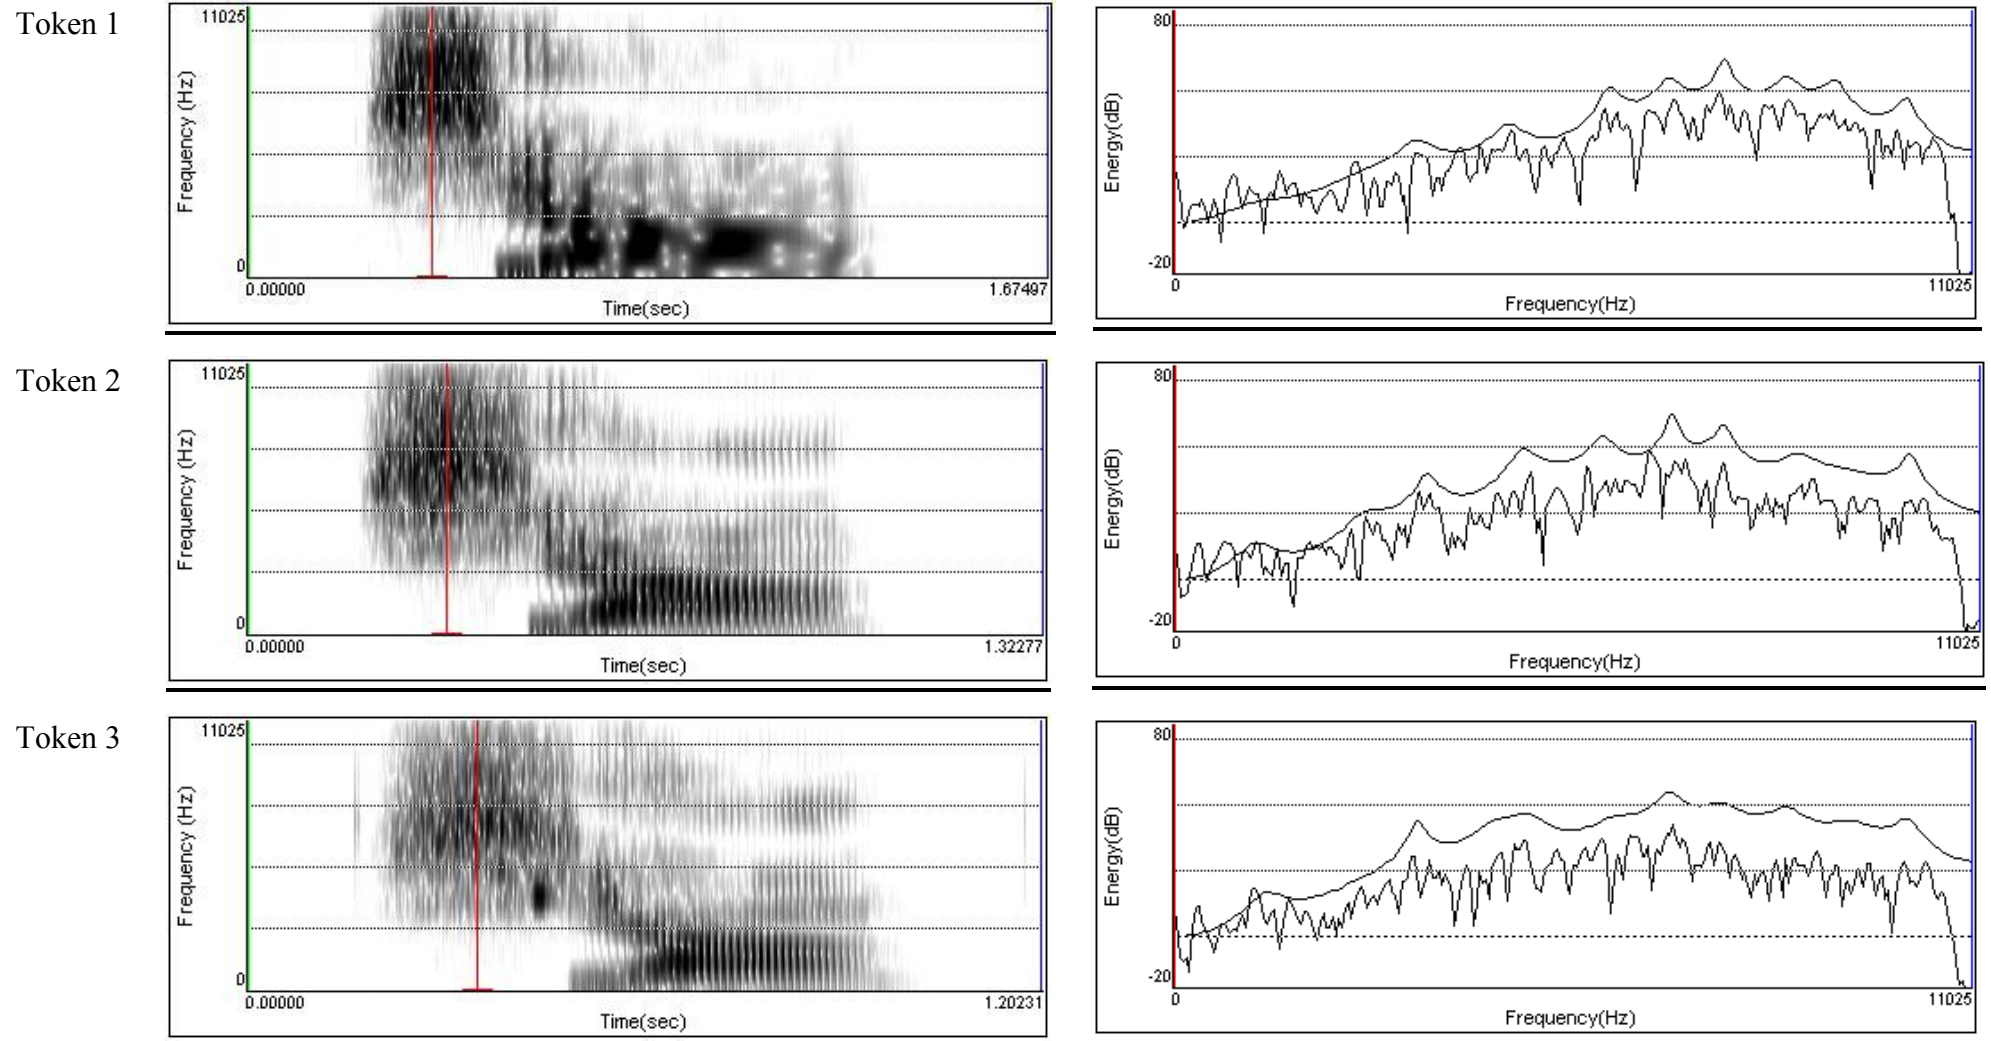 Token 1
11025
Frequency (Hz)
0
0.00000
1.67497
Time(sec)
80
Energy(dB)
-20
0
11025
Frequency(Hz)
Token 2
11025
Frequency (Hz)
0
0.00000
1.32277
Time(sec)
80
Energy(dB)
-20
0
11025
Frequency(Hz)
Token 3
11025
Frequency (Hz)
0
0.00000
1.20231
Time(sec)
80
Energy(dB)
-20
0
11025
Frequency(Hz)